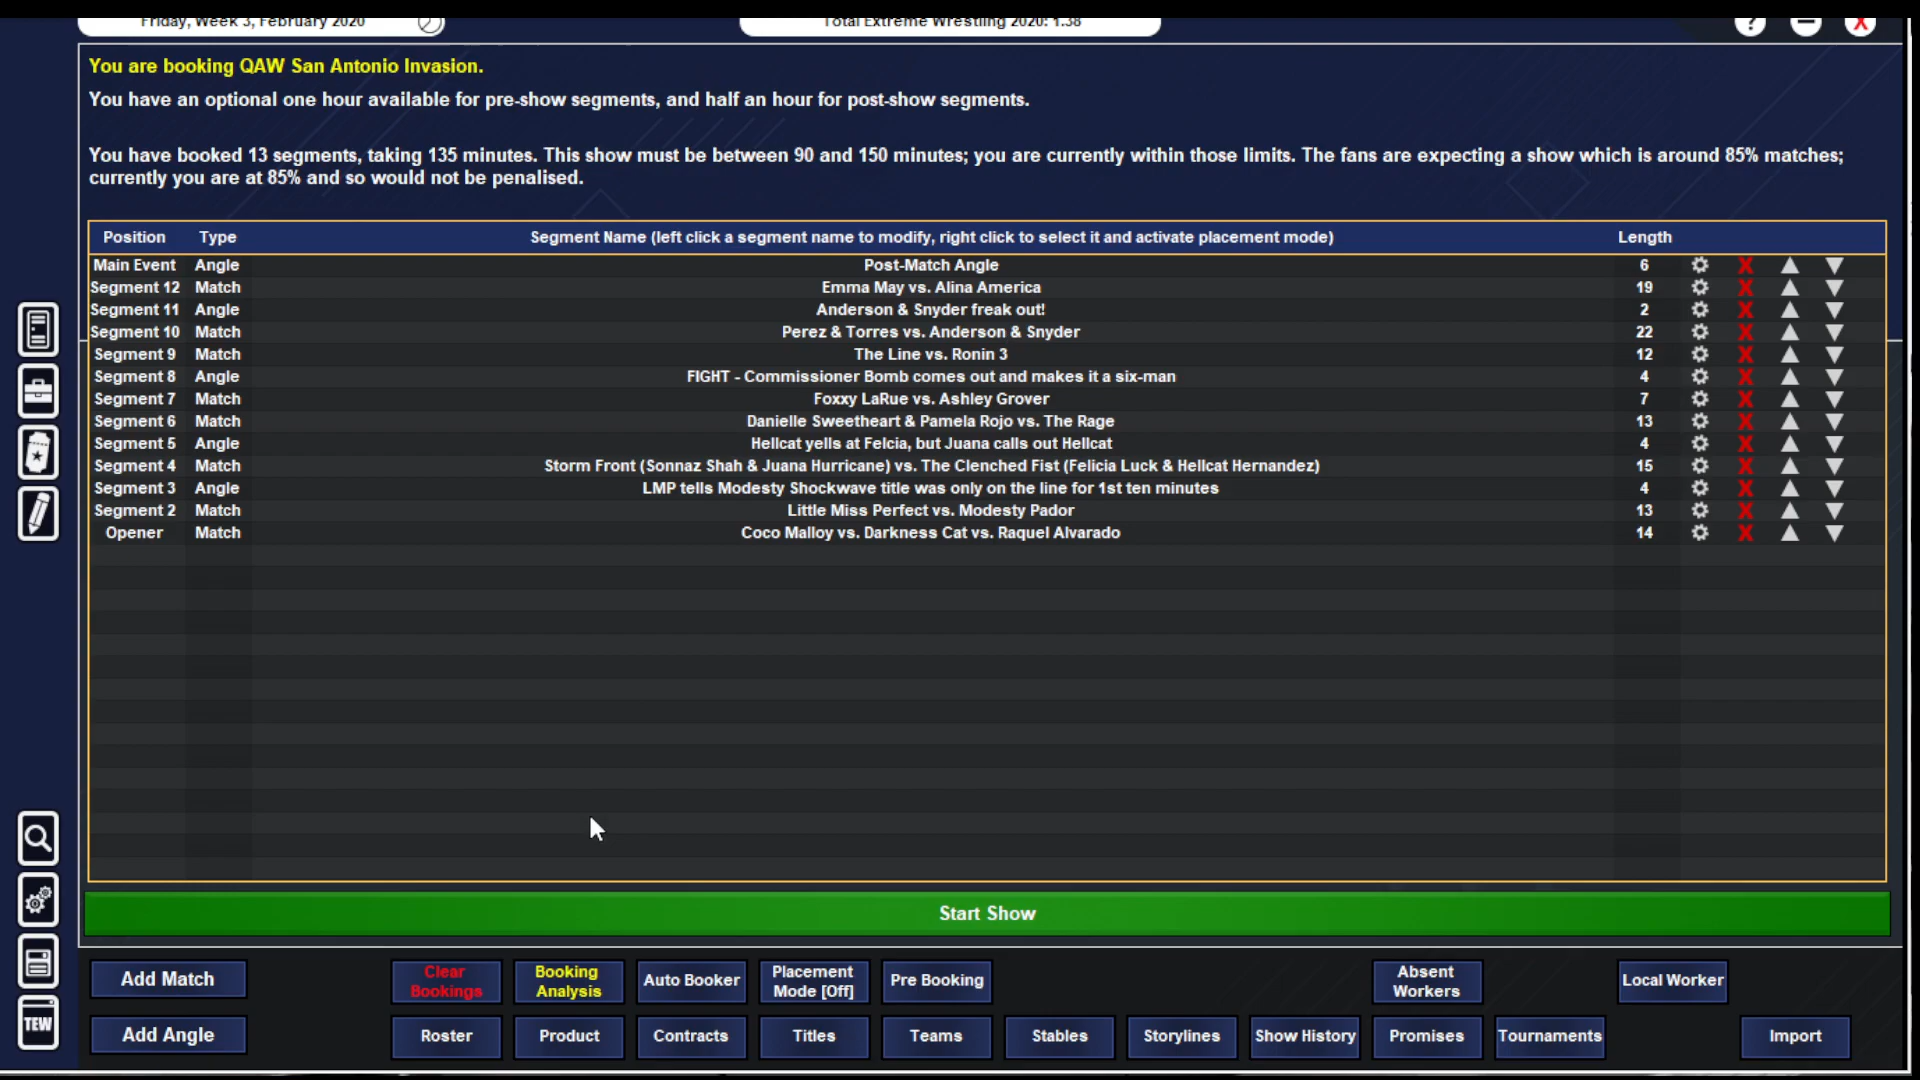 Friday, Week 3, February 2020
Total Extreme Wrestling 2020: 1.38
?
X
You are booking QAW San Antonio Invasion.
You have an optional one hour available for pre-show segments, and half an hour for post-show segments.
You have booked 13 segments, taking 135 minutes. This show must be between 90 and 150 minutes; you are currently within those limits. The fans are expecting a show which is around 85% matches;
currently you are at 85% and so would not be penalised.
Position Type Segment Name (left click a segment name to modify, right click to select it and activate placement mode) Length
Main Event Angle Post-Match Angle 6 X
Segment 12 Match Emma May vs. Alina America 19 X
Segment 11 Angle Anderson & Snyder freak out! 2 X
Segment 10 Match Perez & Torres vs. Anderson & Snyder 22 X
Segment 9 Match The Line vs. Ronin 3 12 X
Segment 8 Angle FIGHT - Commissioner Bomb comes out and makes it a six-man 4 X
Segment 7 Match Foxxy LaRue vs. Ashley Grover 7 X
Segment 6 Match Danielle Sweetheart & Pamela Rojo vs. The Rage 13 X
Segment 5 Angle Hellcat yells at Felcia, but Juana calls out Hellcat 4 X
Segment 4 Match Storm Front (Sonnaz Shah & Juana Hurricane) vs. The Clenched Fist (Felicia Luck & Hellcat Hernandez) 15 X
Segment 3 Angle LMP tells Modesty Shockwave title was only on the line for 1st ten minutes 4 X
Segment 2 Match Little Miss Perfect vs. Modesty Pador 13 X
Opener Match Coco Malloy vs. Darkness Cat vs. Raquel Alvarado 14 X
Start Show
Add Match
Clear Bookings
Booking Analysis
Auto Booker
Placement Mode [Off]
Pre Booking
Absent Workers
Local Worker
TEW
Add Angle
Roster
Product
Contracts
Titles
Teams
Stables
Storylines
Show History
Promises
Tournaments
Import